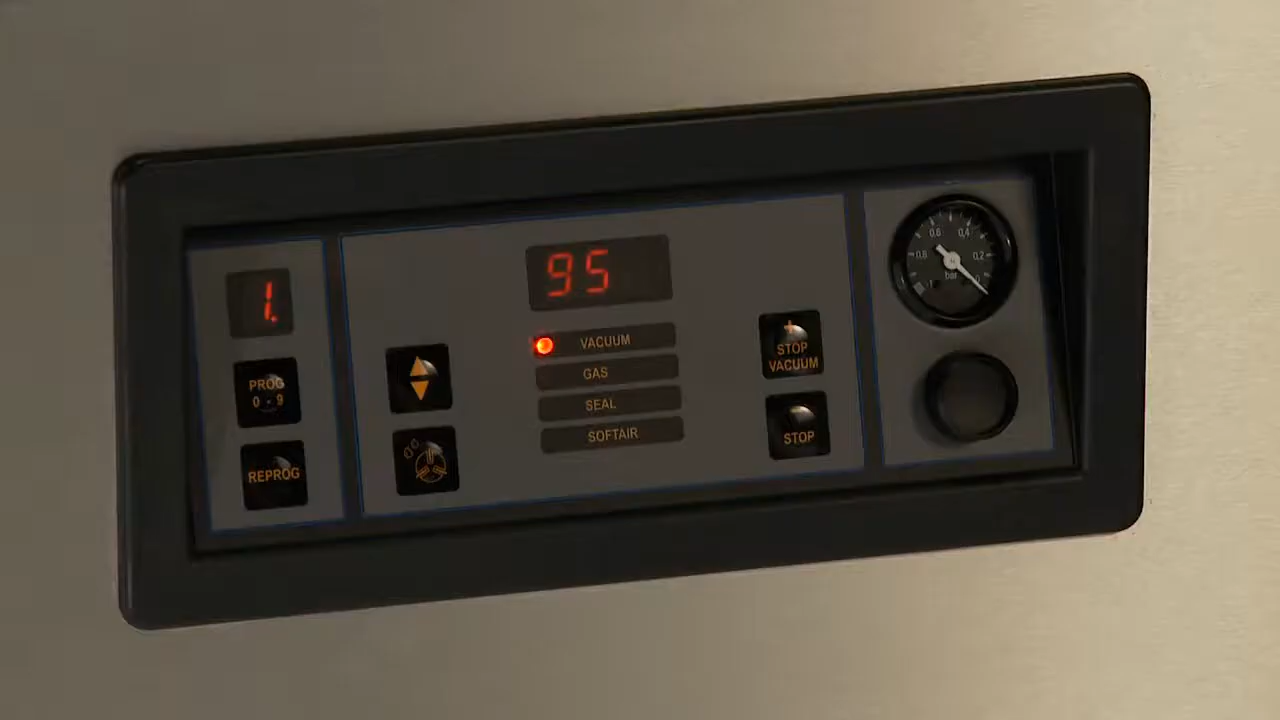 1.
PROG
0 - 9
REPROG
95
VACUUM
GAS
SEAL
SOFTAIR
+
STOP
VACUUM
STOP
0,6 0,4
0,8 0,2
bar